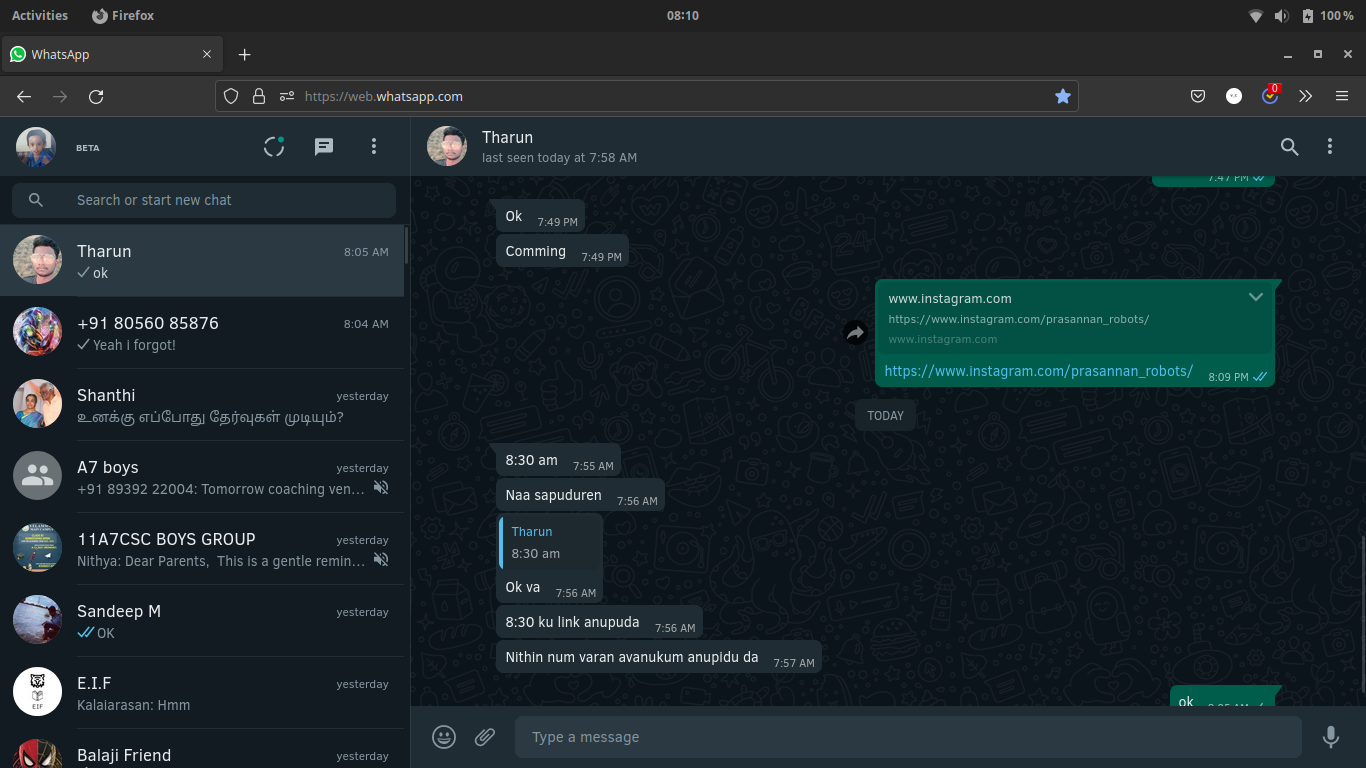 Activities
Firefox
08:10
100 %
WhatsApp
https://web.whatsapp.com
0
BETA
Search or start new chat
Tharun
8:05 AM
ok
+91 80560 85876
8:04 AM
Yeah i forgot!
Shanthi
yesterday
உனக்கு எப்போது தேர்வுகள் முடியும்?
A7 boys
yesterday
+91 89392 22004: Tomorrow coaching ven…
11A7CSC BOYS GROUP
yesterday
Nithya: Dear Parents, This is a gentle remin…
Sandeep M
yesterday
OK
E.I.F
yesterday
Kalaiarasan: Hmm
EIF
Balaji Friend
yesterday
Tharun
last seen today at 7:58 AM
7:47 PM
Ok
7:49 PM
Comming
7:49 PM
www.instagram.com
https://www.instagram.com/prasannan_robots/
www.instagram.com
https://www.instagram.com/prasannan_robots/
8:09 PM
TODAY
8:30 am
7:55 AM
Naa sapuduren
7:56 AM
Tharun
8:30 am
Ok va
7:56 AM
8:30 ku link anupuda
7:56 AM
Nithin num varan avanukum anupidu da
7:57 AM
ok
8:05 AM
Type a message